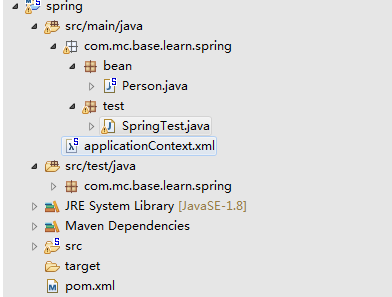 spring
src/main/java
com.mc.base.learn.spring
bean
Person.java
test
SpringTest.java
applicationContext.xml
src/test/java
com.mc.base.learn.spring
JRE System Library [JavaSE-1.8]
Maven Dependencies
src
target
pom.xml